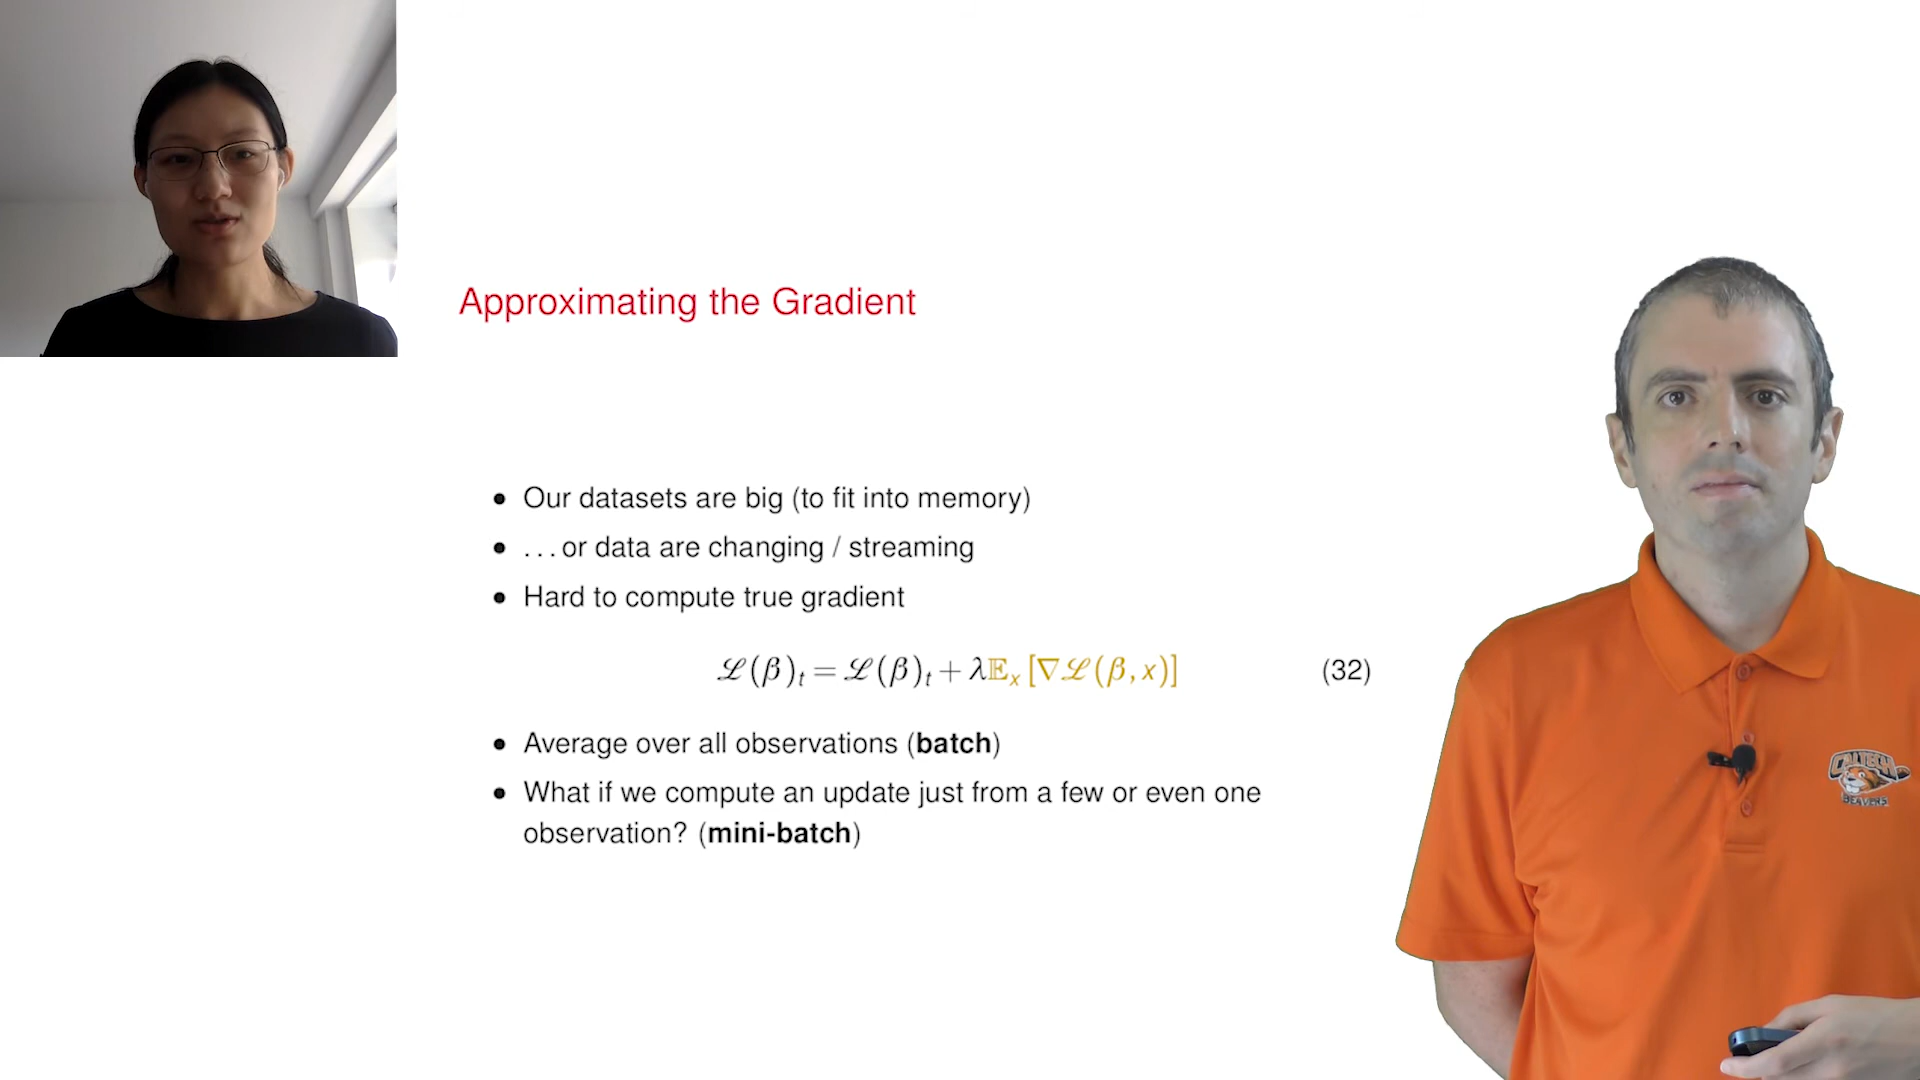 Approximating the Gradient
• Our datasets are big (to fit into memory)
• ...or data are changing / streaming
• Hard to compute true gradient
ℒ(β)ₜ = ℒ(β)ₜ + λ𝔼ₓ[∇ℒ(β, x)] (32)
• Average over all observations (batch)
• What if we compute an update just from a few or even one
observation? (mini-batch)
CALTECH
BEAVERS